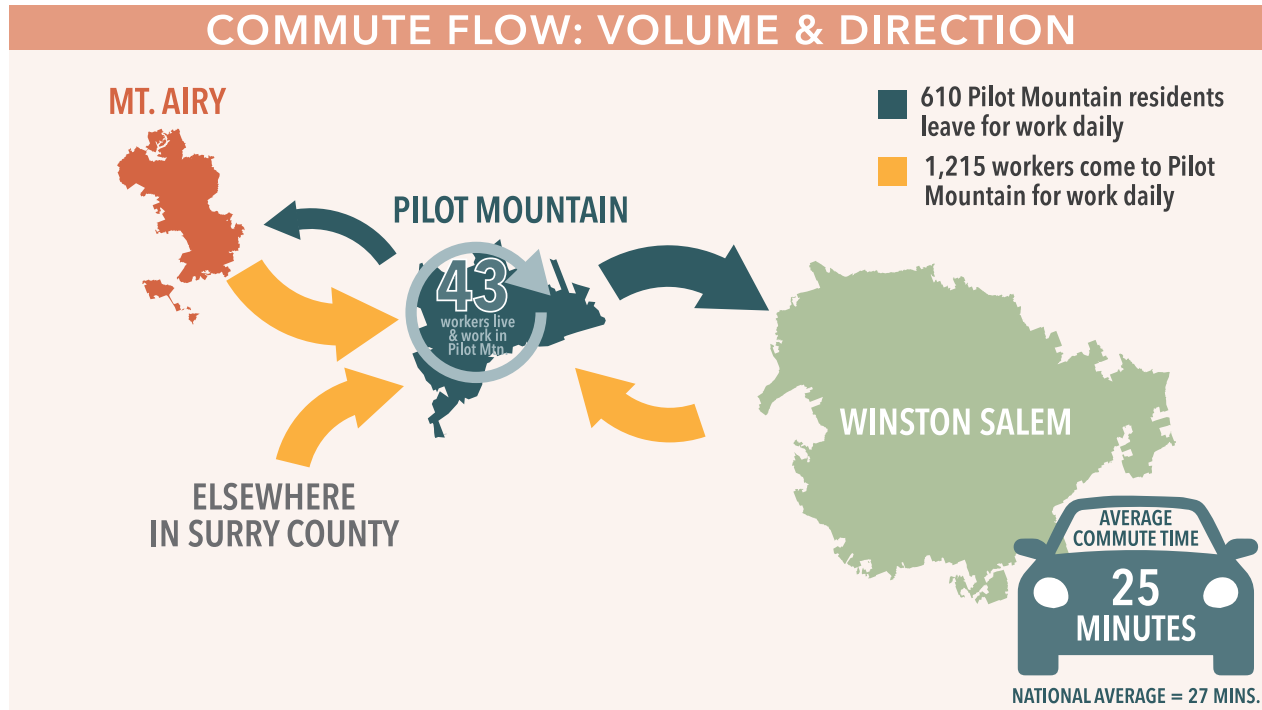 COMMUTE FLOW: VOLUME & DIRECTION
MT. AIRY
610 Pilot Mountain residents
leave for work daily
1,215 workers come to Pilot
Mountain for work daily
PILOT MOUNTAIN
43
workers live
& work in
Pilot Mtn.
WINSTON SALEM
ELSEWHERE
IN SURRY COUNTY
AVERAGE
COMMUTE TIME
25
MINUTES
NATIONAL AVERAGE = 27 MINS.